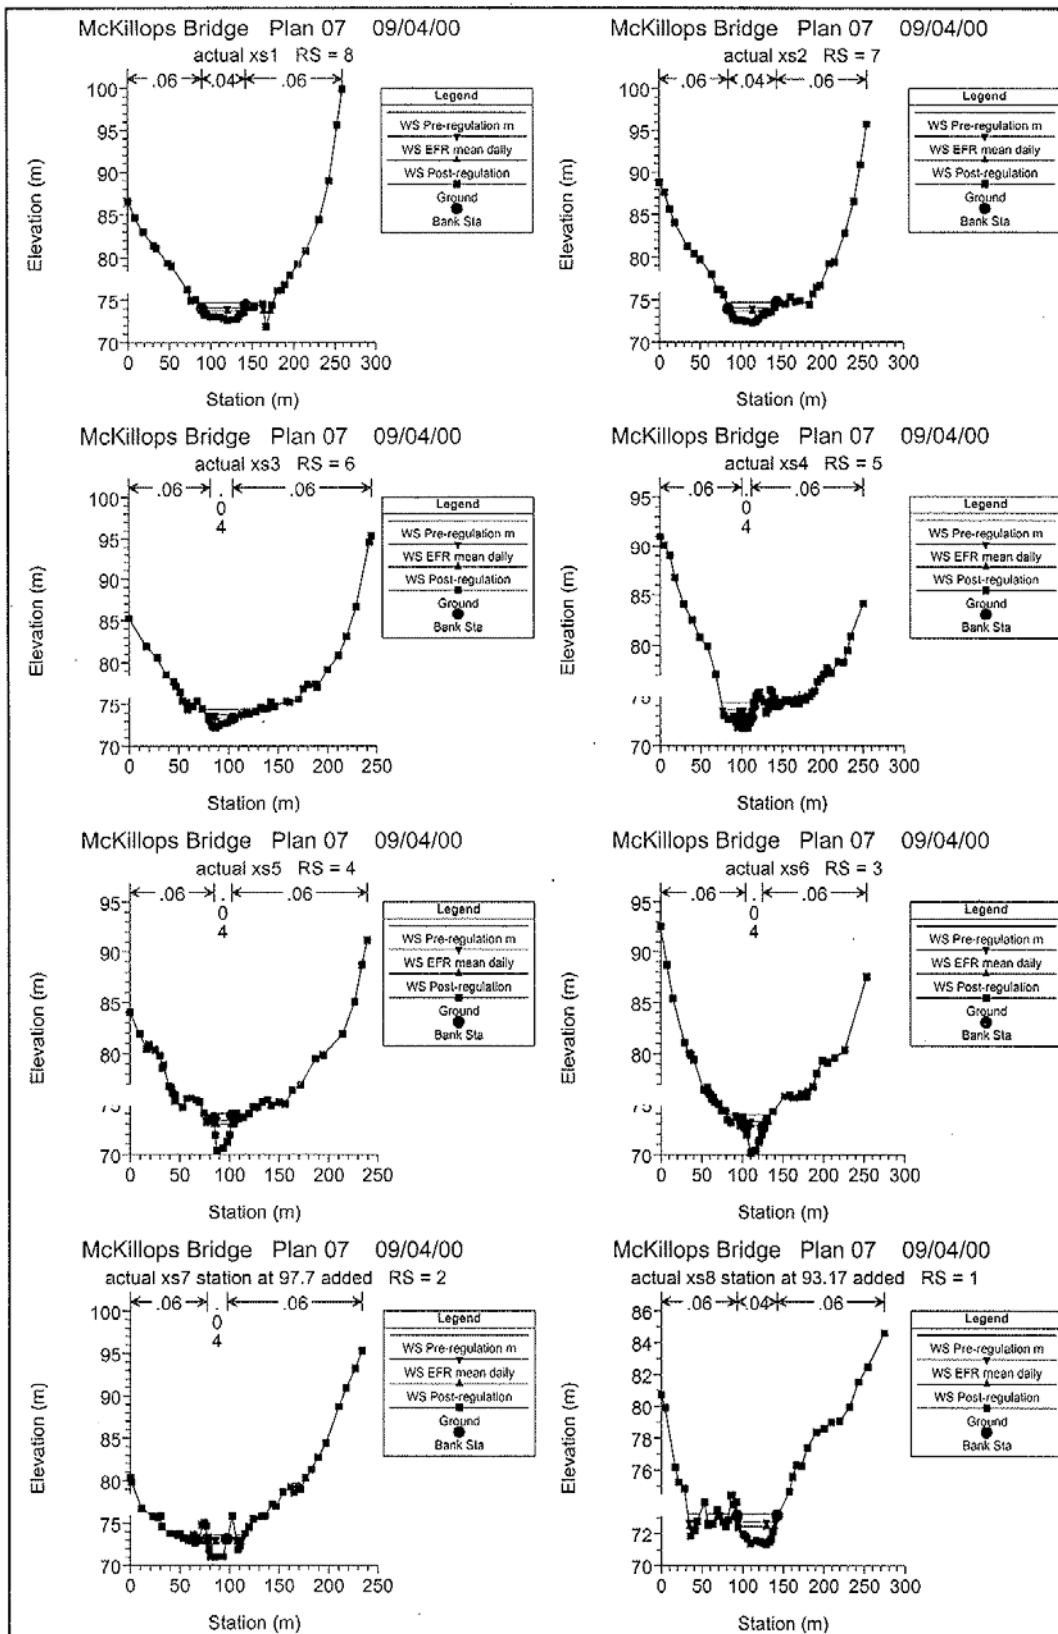 McKillops Bridge Plan 07 09/04/00
actual xs1 RS = 8
.06 .04 .06
Legend
WS Pre-regulation m
WS EFR mean daily
WS Post-regulation
Ground
Bank Sta
Elevation (m)
100
95
90
85
80
75
70
0 50 100 150 200 250 300
Station (m)
McKillops Bridge Plan 07 09/04/00
actual xs2 RS = 7
.06 .04 .06
Legend
WS Pre-regulation m
WS EFR mean daily
WS Post-regulation
Ground
Bank Sta
Elevation (m)
100
95
90
85
80
75
70
0 50 100 150 200 250 300
Station (m)
McKillops Bridge Plan 07 09/04/00
actual xs3 RS = 6
.06 . .06
0
4
Legend
WS Pre-regulation m
WS EFR mean daily
WS Post-regulation
Ground
Bank Sta
Elevation (m)
100
95
90
85
80
75
70
0 50 100 150 200 250
Station (m)
McKillops Bridge Plan 07 09/04/00
actual xs4 RS = 5
.06 . .06
0
4
Legend
WS Pre-regulation m
WS EFR mean daily
WS Post-regulation
Ground
Bank Sta
Elevation (m)
95
90
85
80
75
70
0 50 100 150 200 250 300
Station (m)
McKillops Bridge Plan 07 09/04/00
actual xs5 RS = 4
.06 . .06
0
4
Legend
WS Pre-regulation m
WS EFR mean daily
WS Post-regulation
Ground
Bank Sta
Elevation (m)
95
90
85
80
75
70
0 50 100 150 200 250
Station (m)
McKillops Bridge Plan 07 09/04/00
actual xs6 RS = 3
.06 . .06
0
4
Legend
WS Pre-regulation m
WS EFR mean daily
WS Post-regulation
Ground
Bank Sta
Elevation (m)
95
90
85
80
75
70
0 50 100 150 200 250 300
Station (m)
McKillops Bridge Plan 07 09/04/00
actual xs7 station at 97.7 added RS = 2
.06 . .06
0
4
Legend
WS Pre-regulation m
WS EFR mean daily
WS Post-regulation
Ground
Bank Sta
Elevation (m)
100
95
90
85
80
75
70
0 50 100 150 200 250
Station (m)
McKillops Bridge Plan 07 09/04/00
actual xs8 station at 93.17 added RS = 1
.06 .04 .06
Legend
WS Pre-regulation m
WS EFR mean daily
WS Post-regulation
Ground
Bank Sta
Elevation (m)
86
84
82
80
78
76
74
72
70
0 50 100 150 200 250 300
Station (m)